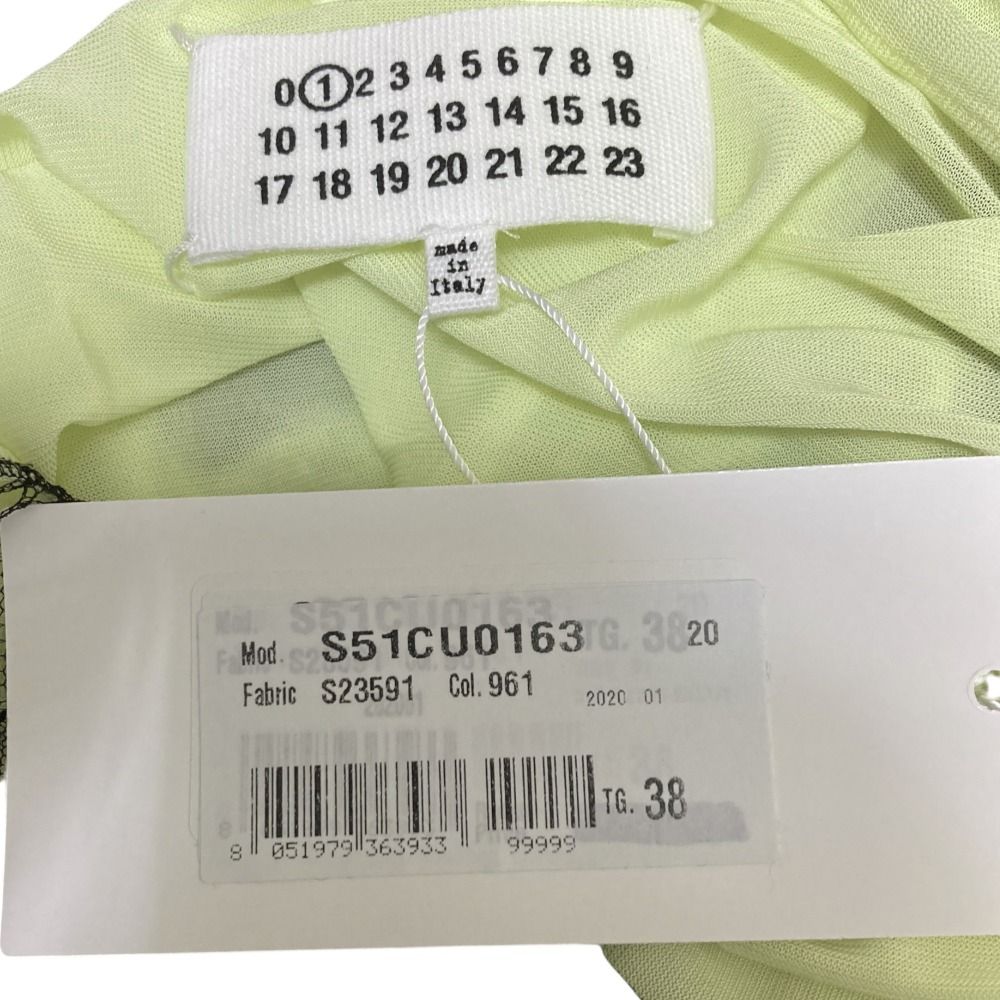 0 1 2 3 4 5 6 7 8 9
10 11 12 13 14 15 16
17 18 19 20 21 22 23
made
in
Italy
Mod. S51CU0163 20
Fabric S23591 Col. 961 2020 01
TG. 38
8 051979 363933 99999